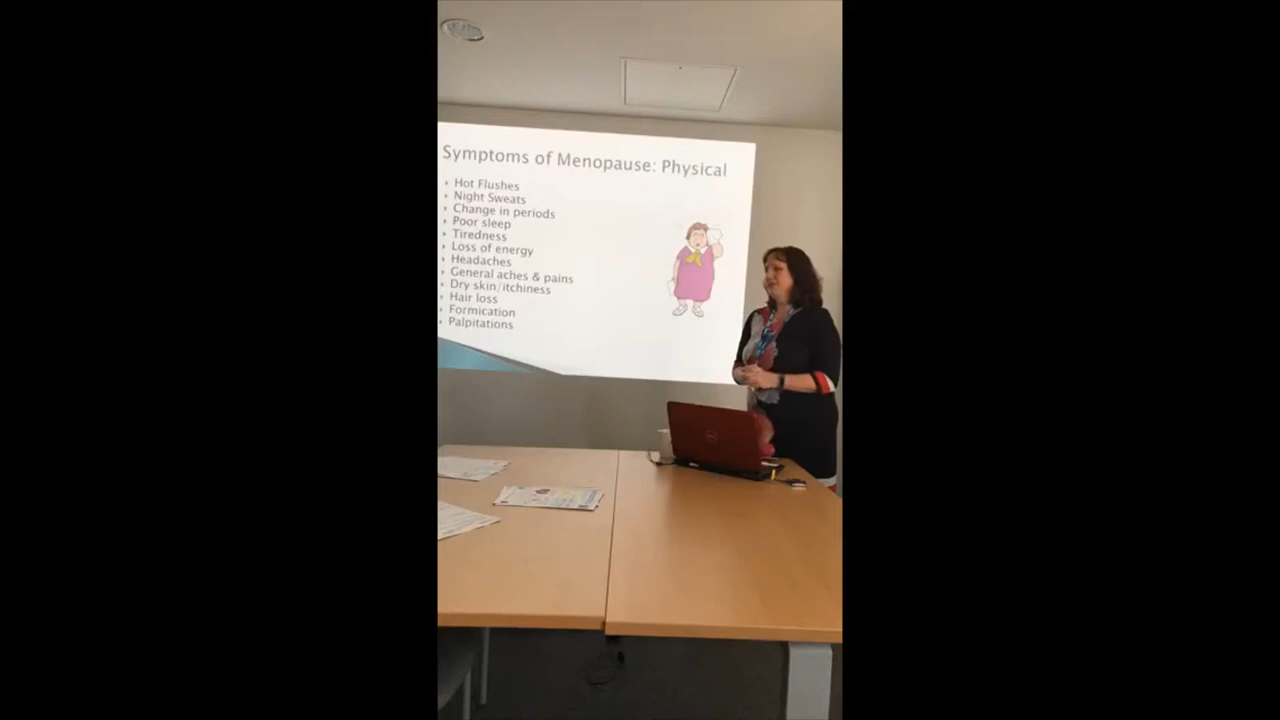 Symptoms of Menopause: Physical
Hot Flushes
Night Sweats
Change in periods
Poor sleep
Tiredness
Loss of energy
Headaches
General aches & pains
Dry skin/itchiness
Hair loss
Formication
Palpitations
DELL